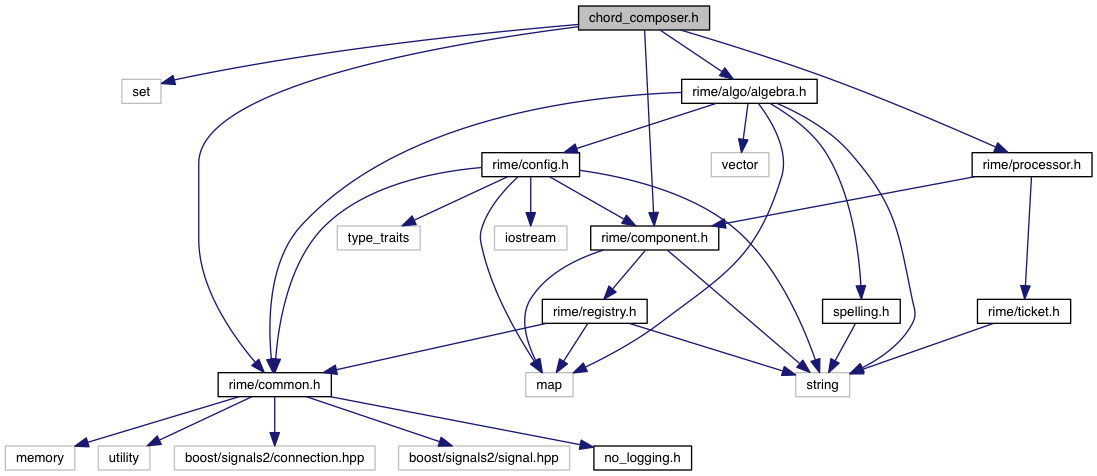 chord_composer.h
set
rime/algo/algebra.h
rime/config.h
vector
rime/processor.h
type_traits
iostream
rime/component.h
rime/registry.h
spelling.h
rime/ticket.h
rime/common.h
map
string
memory
utility
boost/signals2/connection.hpp
boost/signals2/signal.hpp
no_logging.h